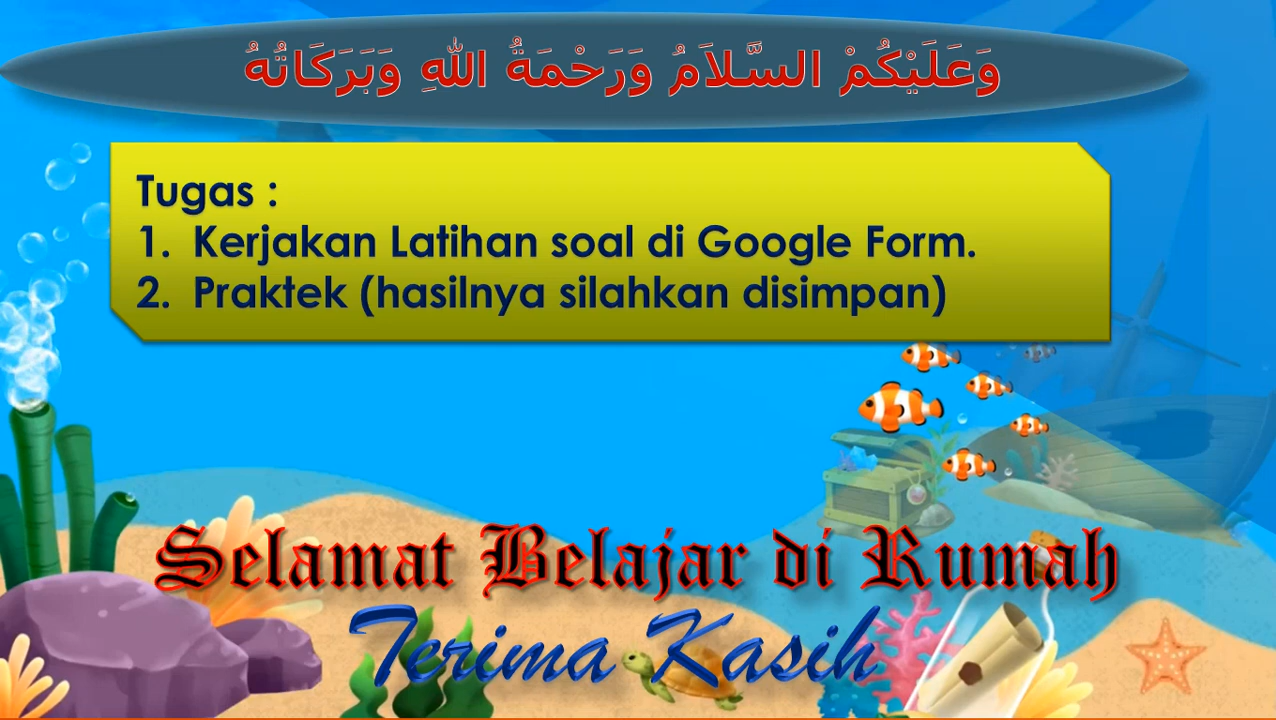 وَعَلَيْكُمْ السَّلاَمُ وَرَحْمَةُ اللهِ وَبَرَكَاتُهُ
Tugas :
1. Kerjakan Latihan soal di Google Form.
2. Praktek (hasilnya silahkan disimpan)
Selamat Belajar di Rumah
Terima Kasih